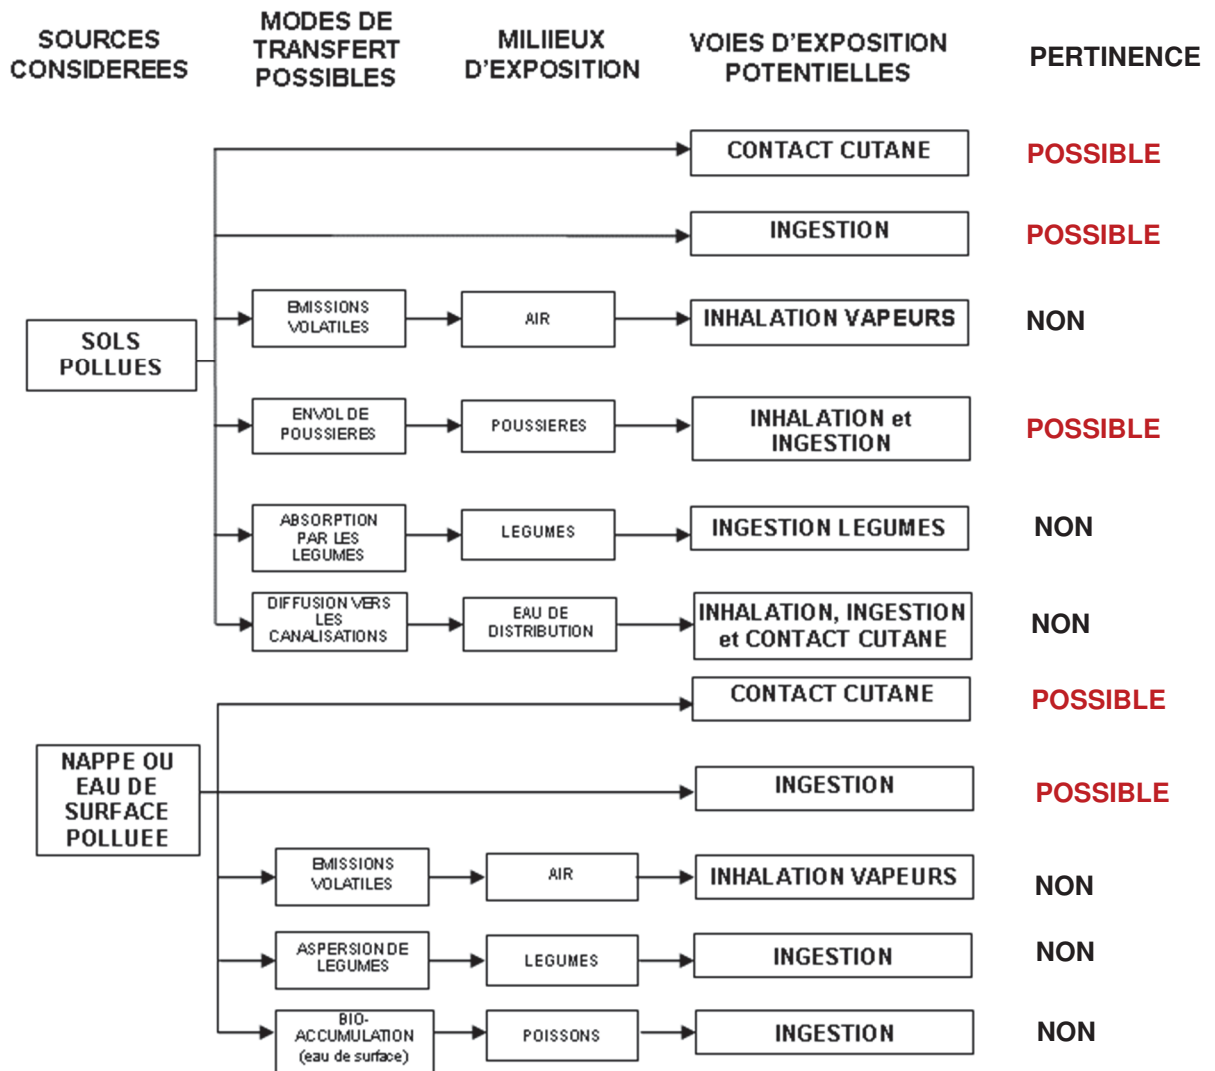 SOURCES
CONSIDEREES
MODES DE
TRANSFERT
POSSIBLES
MILIIEUX
D'EXPOSITION
VOIES D'EXPOSITION
POTENTIELLES
PERTINENCE
CONTACT CUTANE
POSSIBLE
INGESTION
POSSIBLE
SOLS
POLLUES
EMISSIONS
VOLATILES
AIR
INHALATION VAPEURS
NON
ENVOL DE
POUSSIERES
POUSSIERES
INHALATION et
INGESTION
POSSIBLE
ABSORPTION
PAR LES
LEGUMES
LEGUMES
INGESTION LEGUMES
NON
DIFFUSION VERS
LES
CANALISATIONS
EAU DE
DISTRIBUTION
INHALATION, INGESTION
et CONTACT CUTANE
NON
CONTACT CUTANE
POSSIBLE
NAPPE OU
EAU DE
SURFACE
POLLUEE
INGESTION
POSSIBLE
EMISSIONS
VOLATILES
AIR
INHALATION VAPEURS
NON
ASPERSION DE
LEGUMES
LEGUMES
INGESTION
NON
BIO-
ACCUMULATION
(eau de surface)
POISSONS
INGESTION
NON